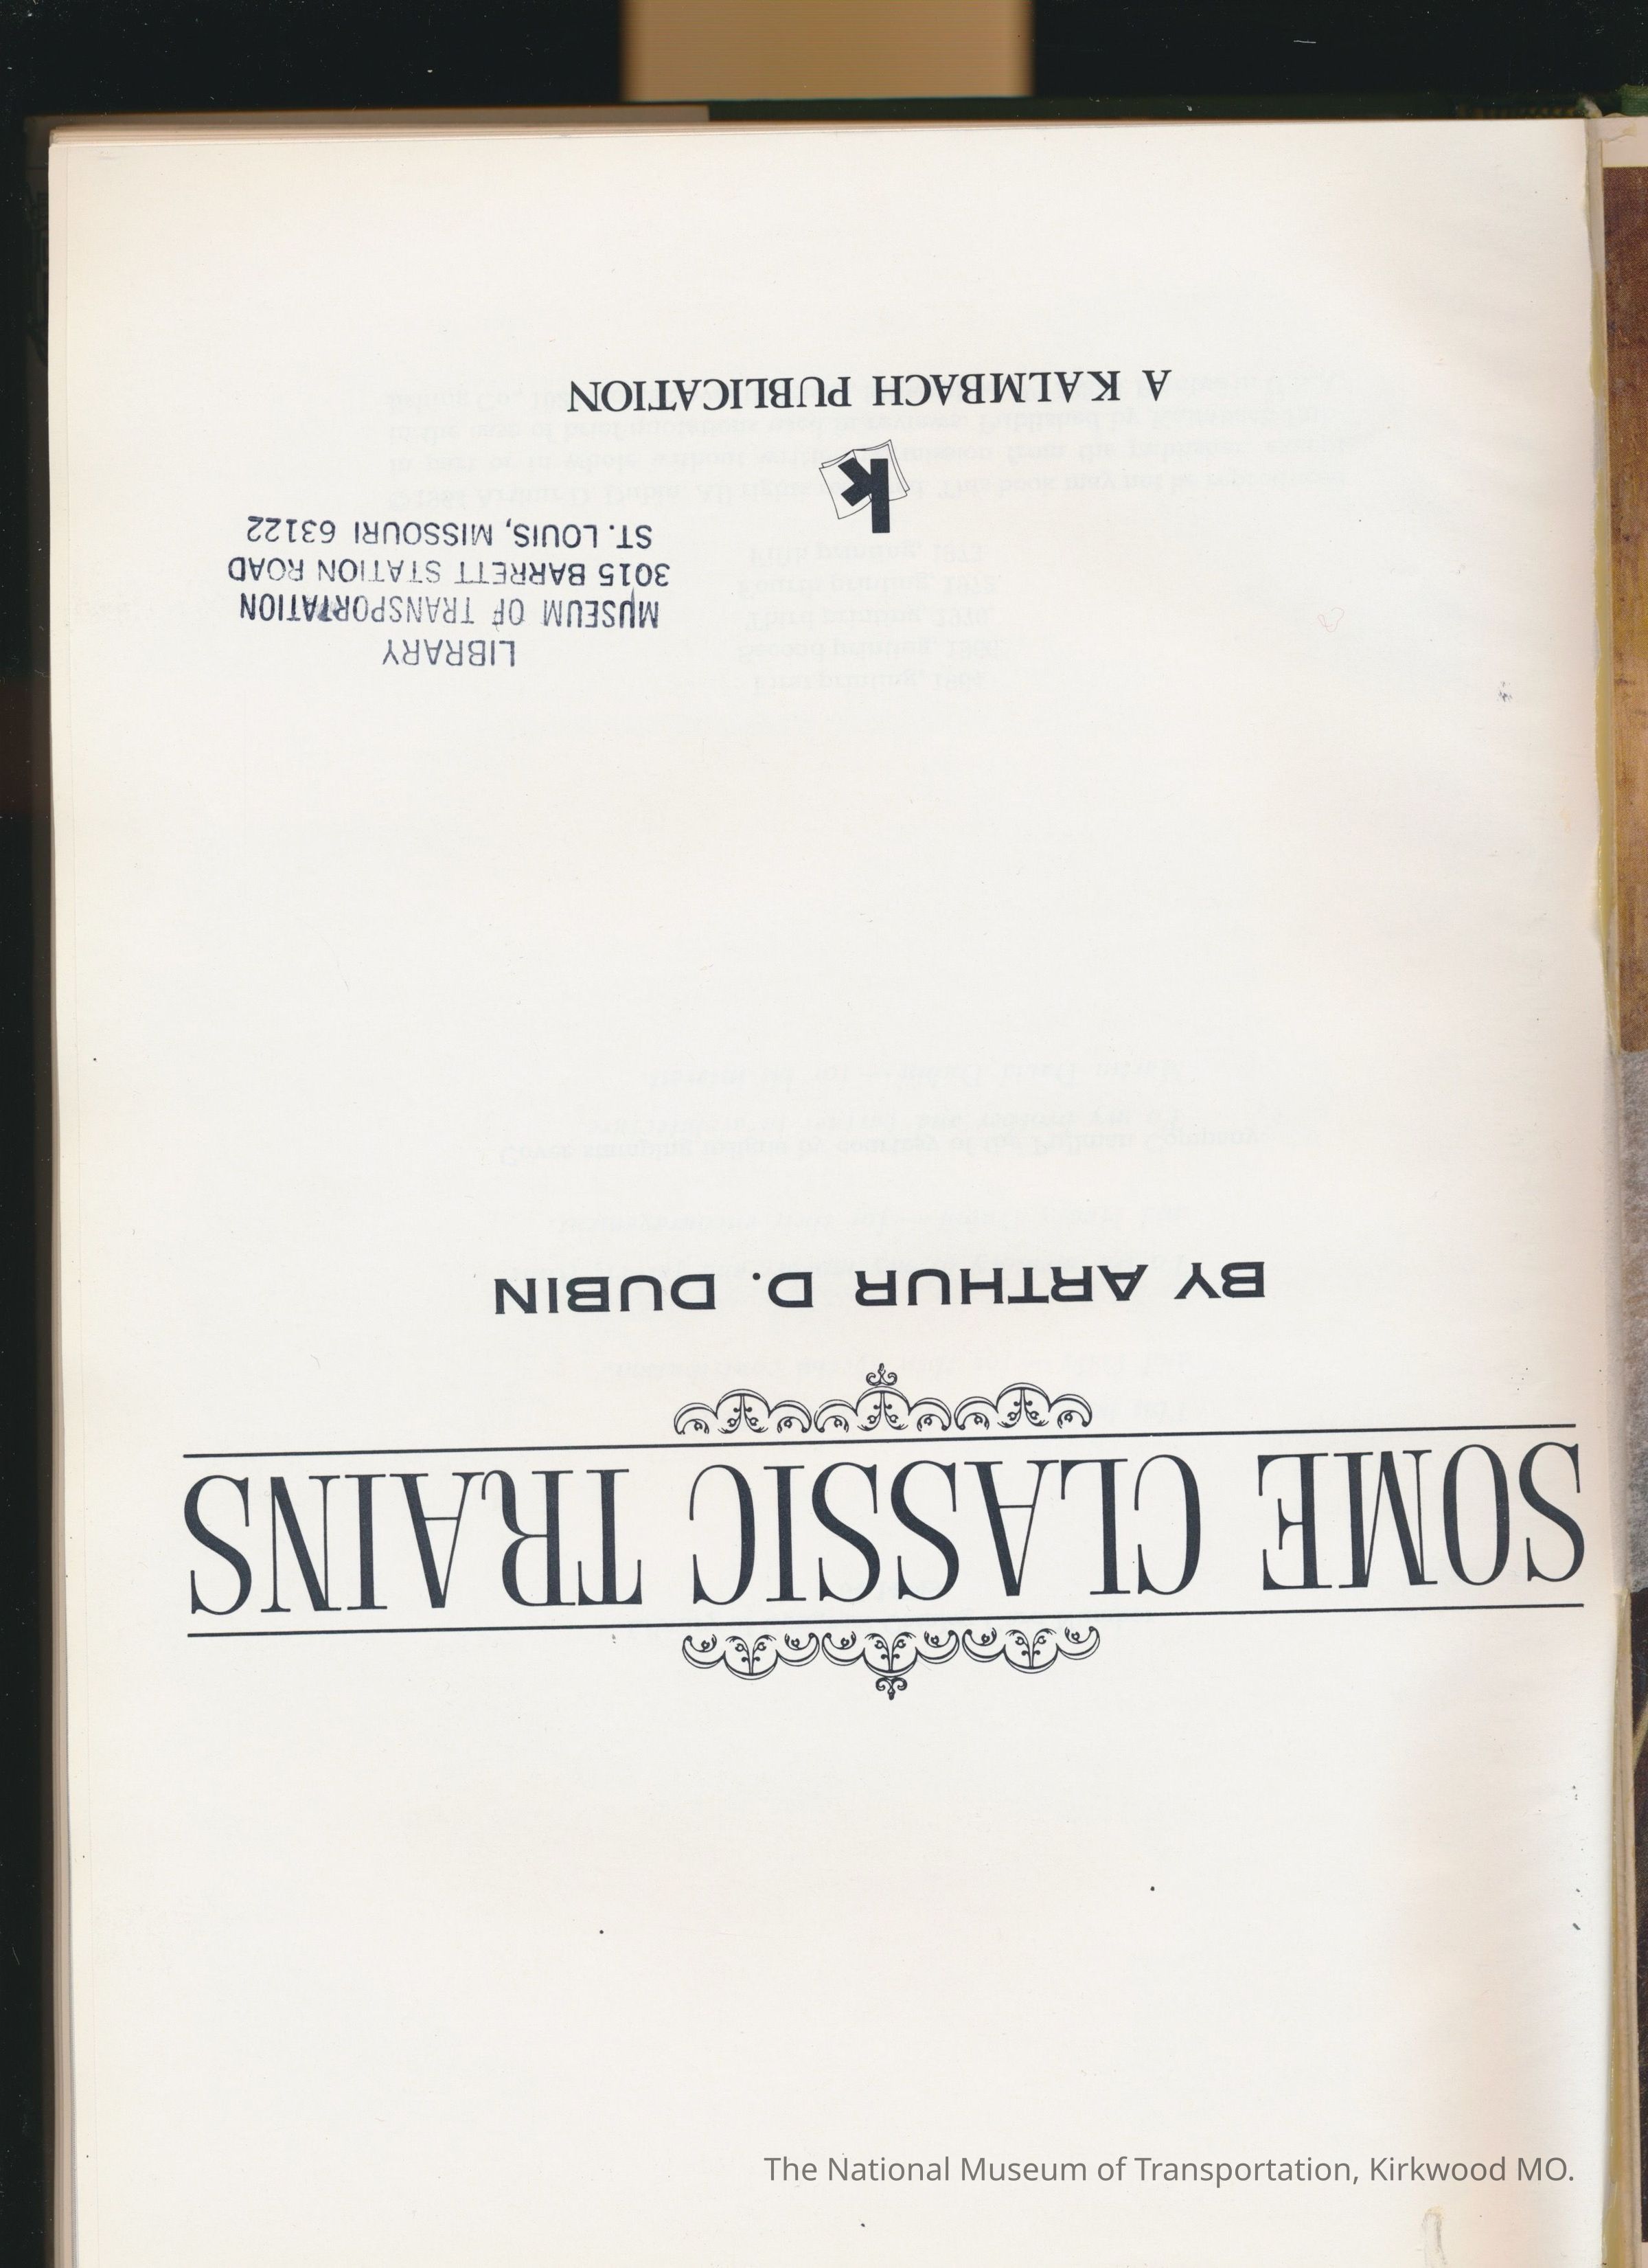 SOME CLASSIC TRAINS
BY ARTHUR D. DUBIN
LIBRARY
MUSEUM OF TRANSPORTATION
3015 BARRETT STATION ROAD
ST. LOUIS, MISSOURI 63122
k
A KALMBACH PUBLICATION
The National Museum of Transportation, Kirkwood MO.